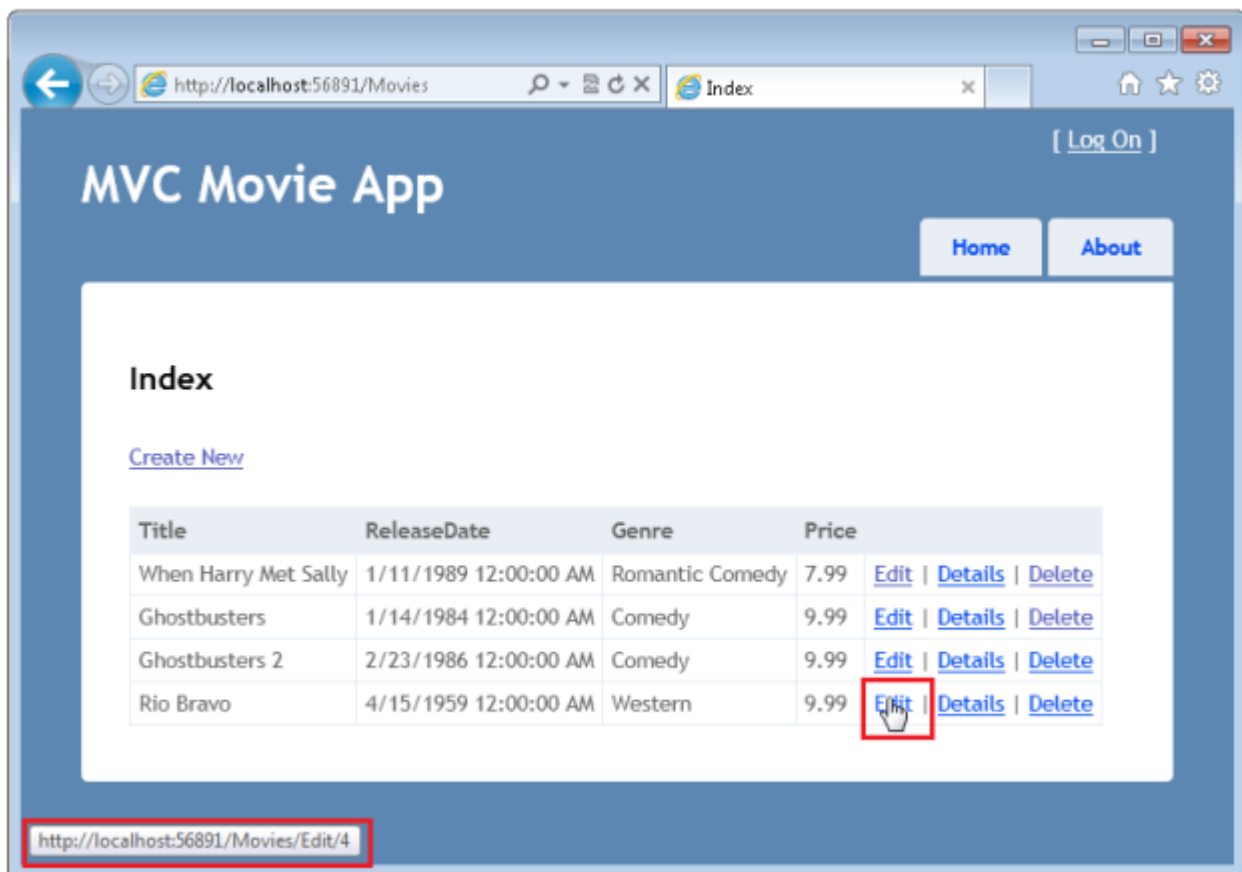 http://localhost:56891/Movies
Index
[ Log On ]
MVC Movie App
Home About
Index
Create New
Title ReleaseDate Genre Price
When Harry Met Sally 1/11/1989 12:00:00 AM Romantic Comedy 7.99 Edit | Details | Delete
Ghostbusters 1/14/1984 12:00:00 AM Comedy 9.99 Edit | Details | Delete
Ghostbusters 2 2/23/1986 12:00:00 AM Comedy 9.99 Edit | Details | Delete
Rio Bravo 4/15/1959 12:00:00 AM Western 9.99 Edit | Details | Delete
http://localhost:56891/Movies/Edit/4